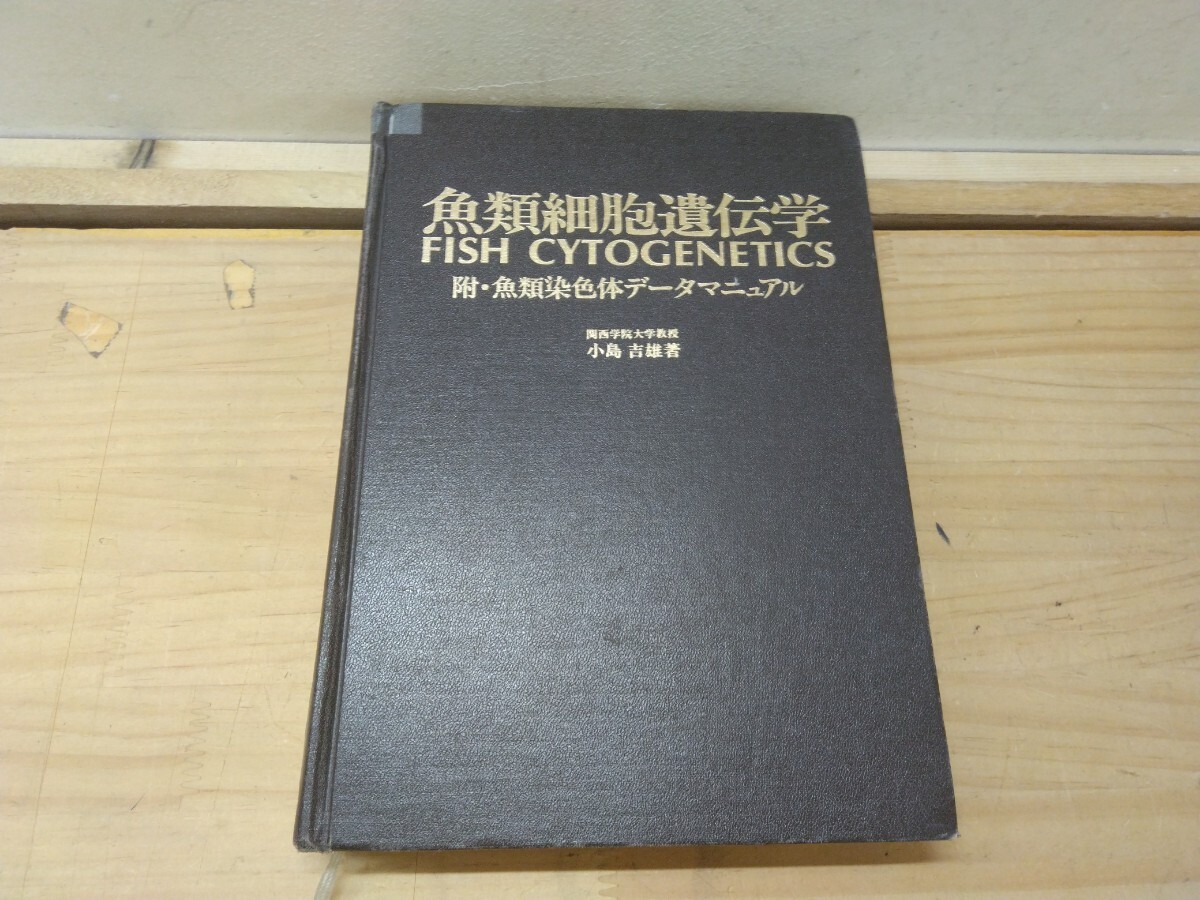 魚類細胞遺伝学
FISH CYTOGENETICS
附・魚類染色体データマニュアル
関西学院大学教授
小島 吉雄著